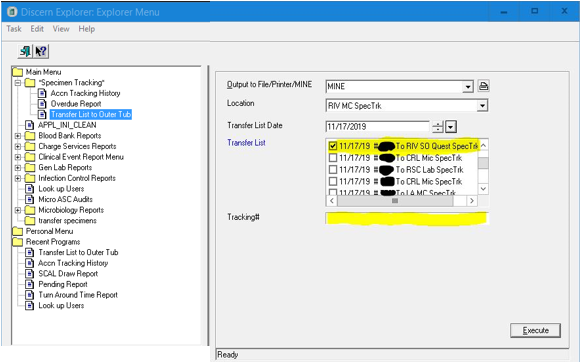 Discern Explorer: Explorer Menu
Task Edit View Help
Main Menu
*Specimen Tracking*
Accn Tracking History
Overdue Report
Transfer List to Outer Tub
APPL_INI_CLEAN
Blood Bank Reports
Charge Services Reports
Clinical Event Report Menu
Gen Lab Reports
Infection Control Reports
Look up Users
Micro ASC Audits
Microbiology Reports
transfer specimens
Personal Menu
Recent Programs
Transfer List to Outer Tub
Accn Tracking History
SCAL Draw Report
Pending Report
Turn Around Time Report
Look up Users
Output to File/Printer/MINE
MINE
Location
RIV MC SpecTrk
Transfer List Date
11/17/2019
Transfer List
11/17/19 # To RIV SO Quest SpecTrk
11/17/19 # To CRL Mic SpecTrk
11/17/19 # To RSC Lab SpecTrk
11/17/19 # To CRL Mic SpecTrk
11/17/19 # To LA MC SpecTrk
Tracking#
Execute
Ready